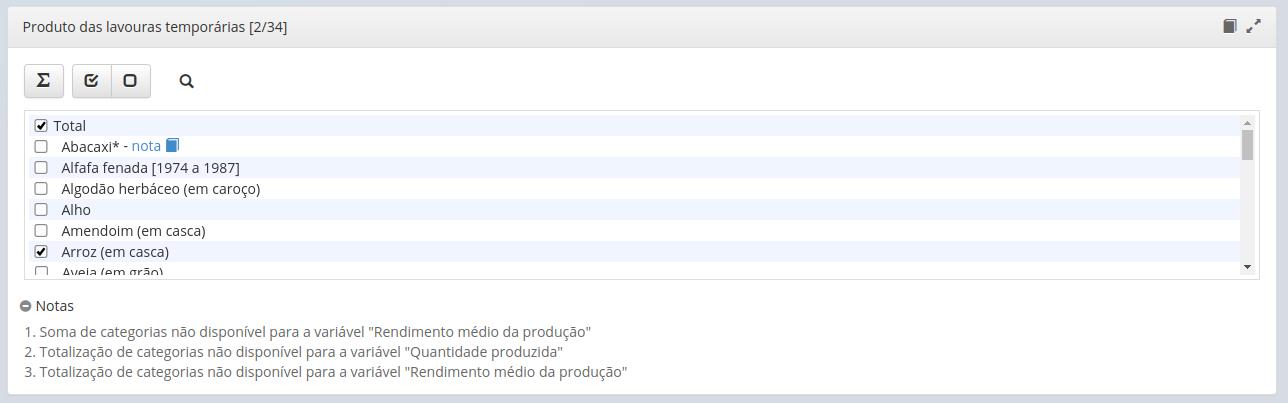 Produto das lavouras temporárias [2/34]
Σ
Total
Abacaxi* - nota
Alfafa fenada [1974 a 1987]
Algodão herbáceo (em caroço)
Alho
Amendoim (em casca)
Arroz (em casca)
Aveia (em grão)
Notas
1. Soma de categorias não disponível para a variável "Rendimento médio da produção"
2. Totalização de categorias não disponível para a variável "Quantidade produzida"
3. Totalização de categorias não disponível para a variável "Rendimento médio da produção"